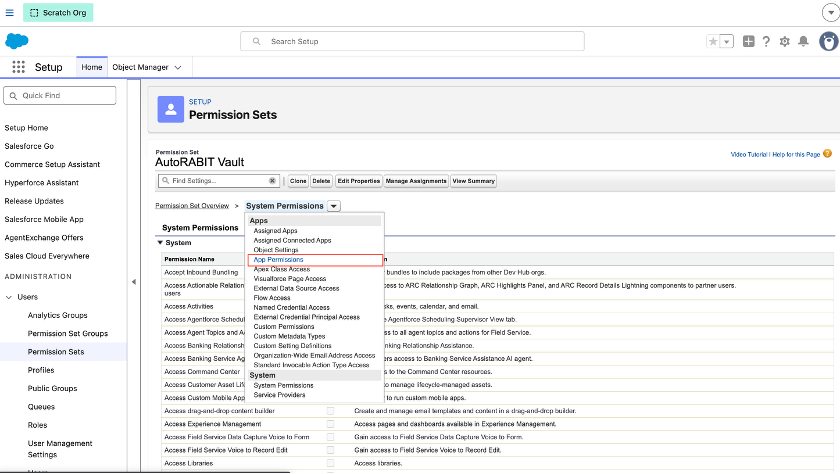 Scratch Org
Search Setup
Setup
Home
Object Manager
Quick Find
Setup Home
Salesforce Go
Commerce Setup Assistant
Hyperforce Assistant
Release Updates
Salesforce Mobile App
AgentExchange Offers
Sales Cloud Everywhere
ADMINISTRATION
Users
Analytics Groups
Permission Set Groups
Permission Sets
Profiles
Public Groups
Queues
Roles
User Management
Settings
SETUP
Permission Sets
Permission Set
AutoRABIT Vault
Video Tutorial | Help for this Page
Find Settings...
Clone
Delete
Edit Properties
Manage Assignments
View Summary
Permission Set Overview > System Permissions
System Permissions
System
Permission Name
Accept Inbound Bundling
bundles to include packages from other Dev Hub orgs.
Access Actionable Relation
users
cess to ARC Relationship Graph, ARC Highlights Panel, and ARC Record Details Lightning components to partner users.
Access Activities
sks, events, calendar, and email.
Access Agentforce Schedulin
Agentforce Scheduling Supervisor View tab.
Access Agent Topics and Ac
ess to all agent topics and actions for Field Service.
Access Banking Relationship
Banking Relationship Assistance.
Access Banking Service Age
ers access to Banking Service Assistance AI agent.
Access Command Center
s to the Command Center resources.
Access Customer Asset Life
to manage lifecycle-managed assets.
Access Custom Mobile App
to run custom mobile apps.
Access drag-and-drop content builder
Create and manage email templates and content in a drag-and-drop builder.
Access Experience Management
Access pages and dashboards available in Experience Management.
Access Field Service Data Capture Voice to Form
Gain access to Field Service Data Capture Voice to Form.
Access Field Service Voice to Record Edit
Gain access to Field Service Voice to Record Edit.
Access Libraries
Access libraries.
Apps
Assigned Apps
Assigned Connected Apps
Object Settings
App Permissions
Apex Class Access
Visualforce Page Access
External Data Source Access
Flow Access
Named Credential Access
External Credential Principal Access
Custom Permissions
Custom Metadata Types
Custom Setting Definitions
Organization-Wide Email Address Access
Standard Invocable Action Type Access
System
System Permissions
Service Providers